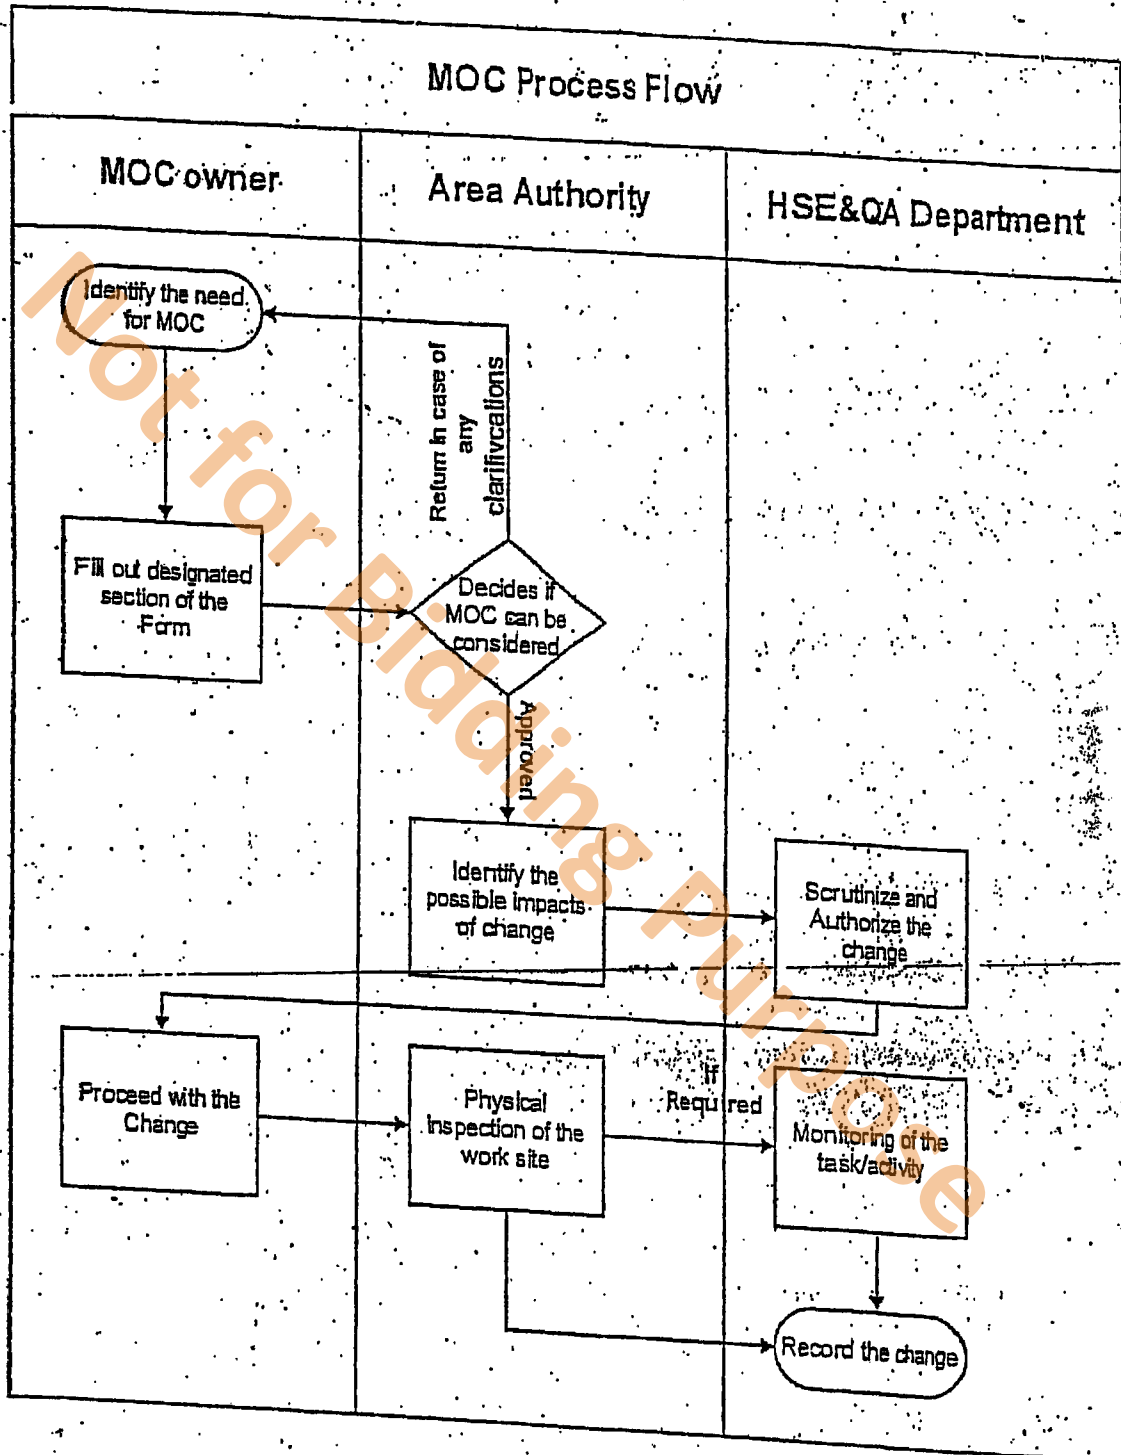 MOC Process Flow
MOC owner
Area Authority
HSE&QA Department
Identify the need
for MOC
Return in case of
any
clarifivcations
Fill out designated
section of the
Form
Decides if
MOC can be
considered
Approved
Identify the
possible impacts
of change
Scrutinize and
Authorize the
change
Proceed with the
Change
Physical
inspection of the
work site
If
Required
Monitoring of the
task/activity
Record the change
Not for Bidding Purpose